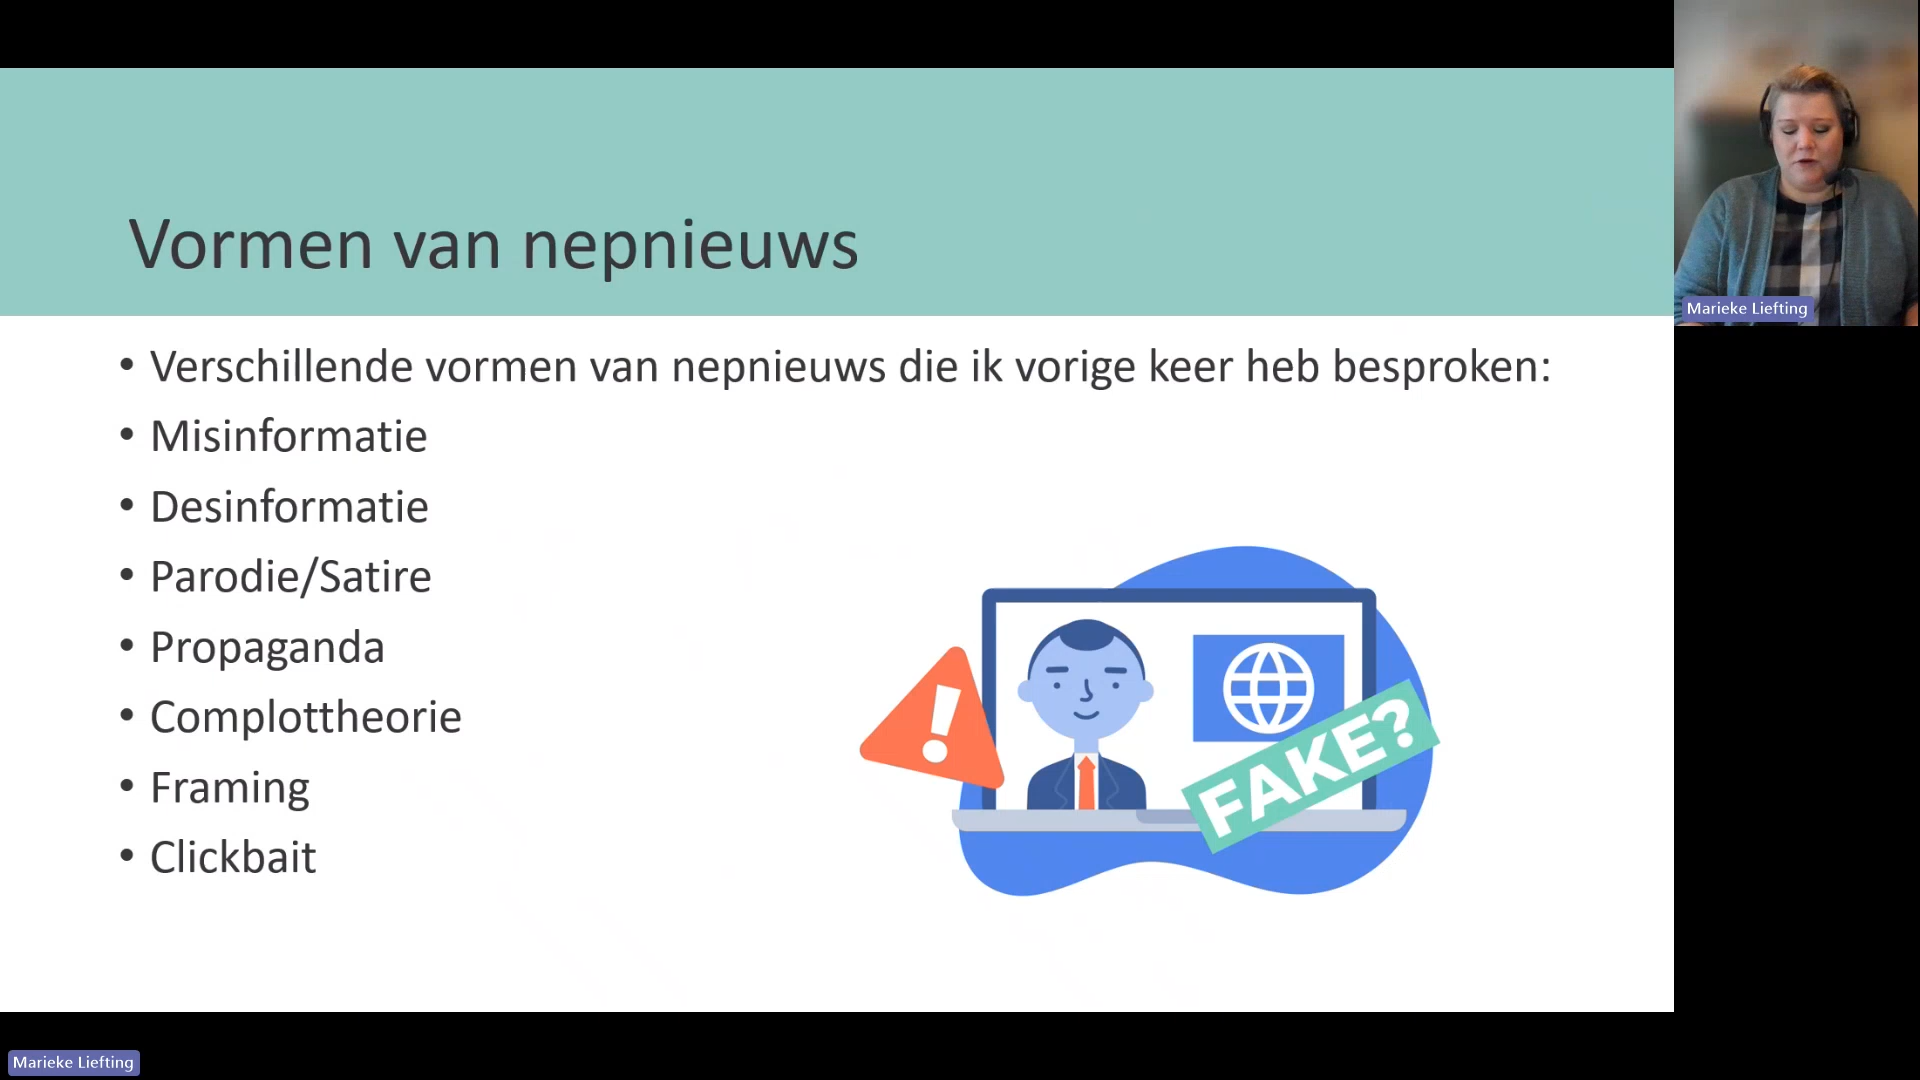 Vormen van nepnieuws
• Verschillende vormen van nepnieuws die ik vorige keer heb besproken:
• Misinformatie
• Desinformatie
• Parodie/Satire
• Propaganda
• Complottheorie
• Framing
• Clickbait
!
FAKE?
Marieke Liefting
Marieke Liefting